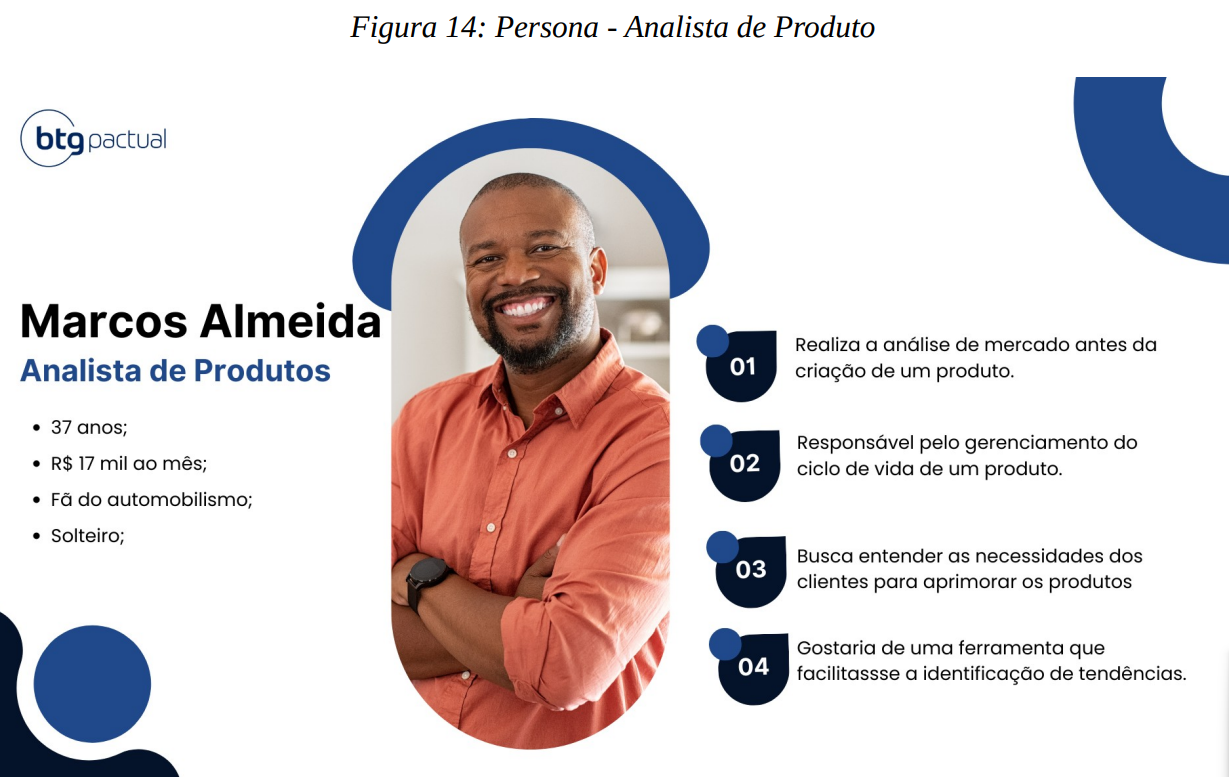 Figura 14: Persona - Analista de Produto
btg pactual
Marcos Almeida
Analista de Produtos
37 anos;
R$ 17 mil ao mês;
Fã do automobilismo;
Solteiro;
01
Realiza a análise de mercado antes da
criação de um produto.
02
Responsável pelo gerenciamento do
ciclo de vida de um produto.
03
Busca entender as necessidades dos
clientes para aprimorar os produtos
04
Gostaria de uma ferramenta que
facilitassse a identificação de tendências.